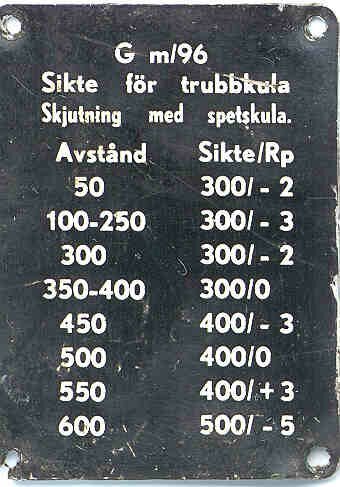 G m/96
Sikte för trubbkula
Skjutning med spetskula.
Avstånd Sikte/Rp
50 300/- 2
100-250 300/- 3
300 300/- 2
350-400 300/0
450 400/- 3
500 400/0
550 400/+3
600 500/- 5